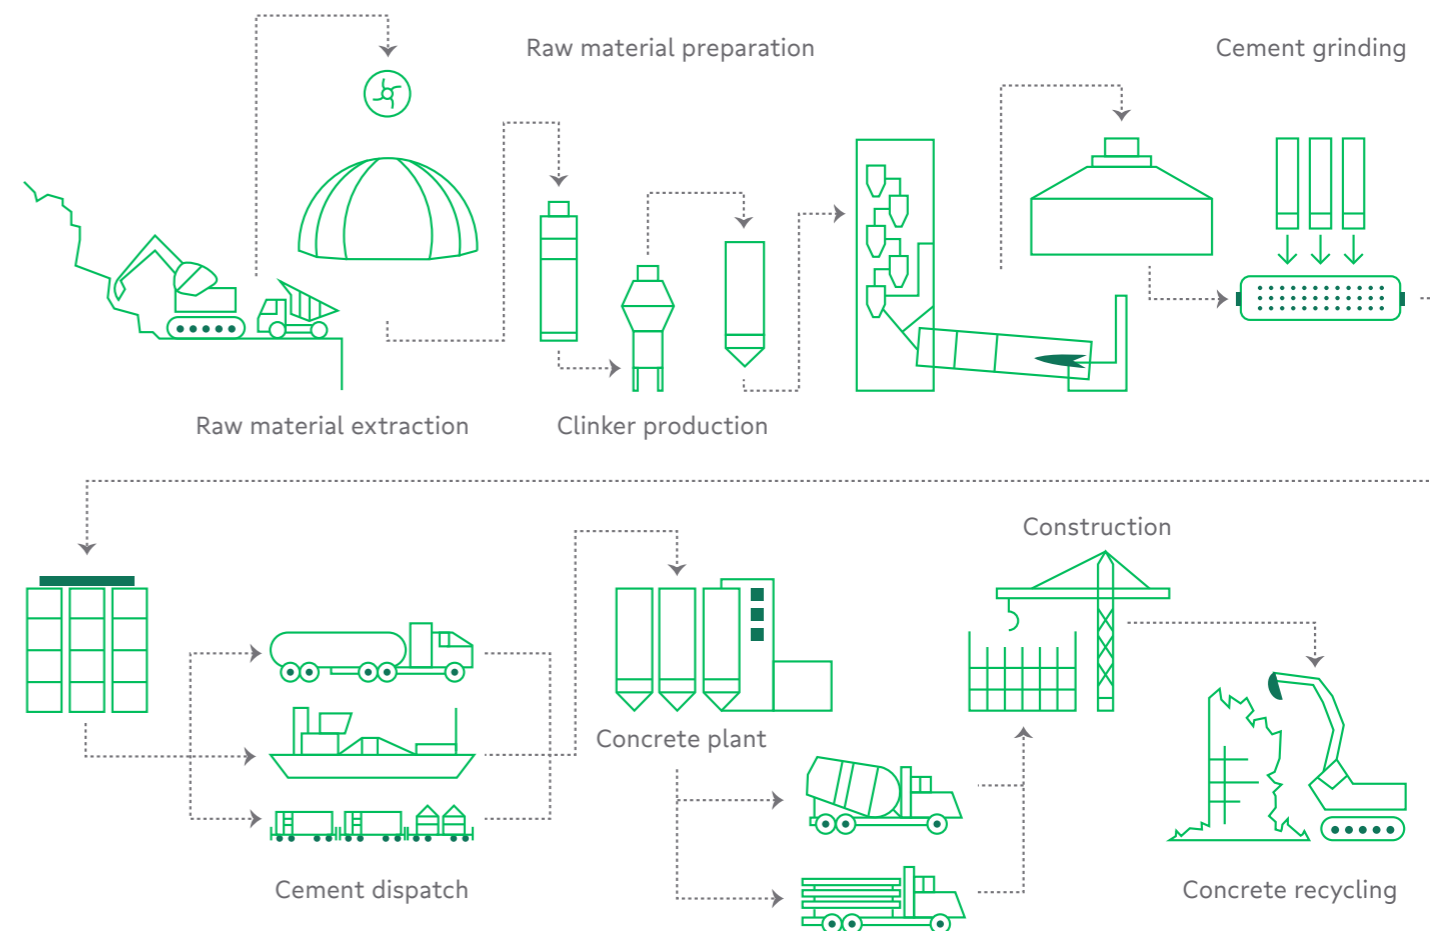 Raw material preparation
Cement grinding
Raw material extraction
Clinker production
Construction
Concrete plant
Cement dispatch
Concrete recycling